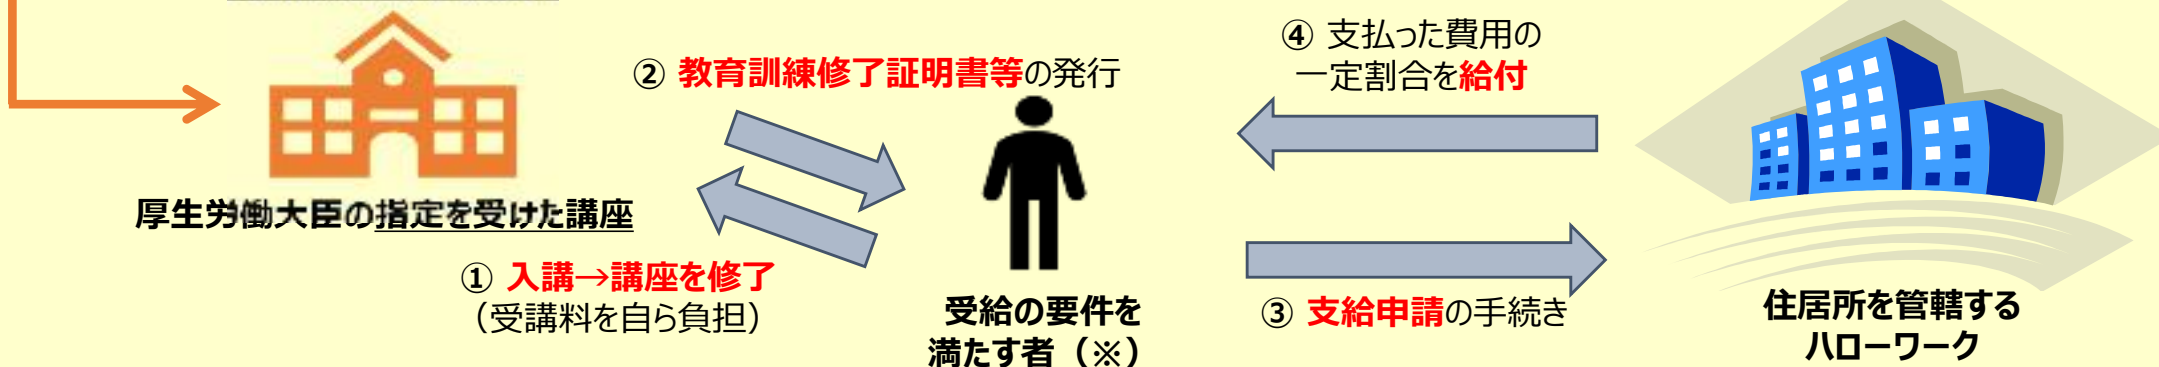 厚生労働大臣の指定を受けた講座
① 入講→講座を修了
（受講料を自ら負担）
② 教育訓練修了証明書等の発行
受給の要件を
満たす者（※）
③ 支給申請の手続き
④ 支払った費用の
一定割合を給付
住居所を管轄する
ハローワーク